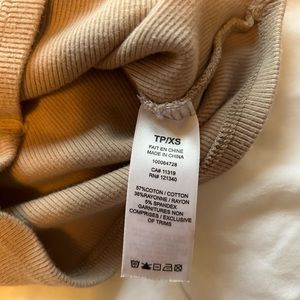 TP/XS
FAIT EN CHINE
MADE IN CHINA
100064728
CA# 11319
RN# 121340
57%COTON / COTTON
38%RAYONNE / RAYON
5% SPANDEX
GARNITURES NON
COMPRISES / EXCLUSIVE
OF TRIMS